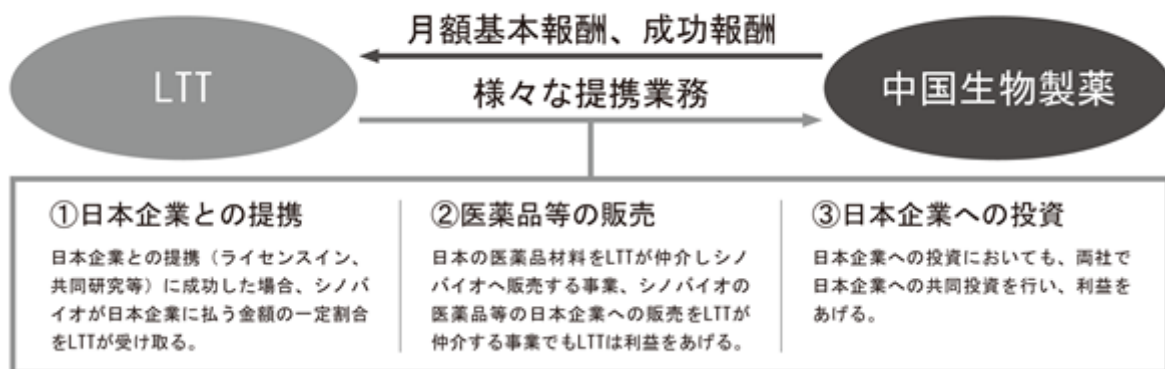 月額基本報酬、成功報酬
LTT
様々な提携業務
中国生物製薬
①日本企業との提携
日本企業との提携（ライセンスイン、
共同研究等）に成功した場合、シノバ
イオが日本企業に払う金額の一定割合
をLTTが受け取る。
②医薬品等の販売
日本の医薬品材料をLTTが仲介しシノ
バイオへ販売する事業、シノバイオの
医薬品等の日本企業への販売をLTTが
仲介する事業でもLTTは利益をあげる。
③日本企業への投資
日本企業への投資においても、両社で
日本企業への共同投資を行い、利益を
あげる。